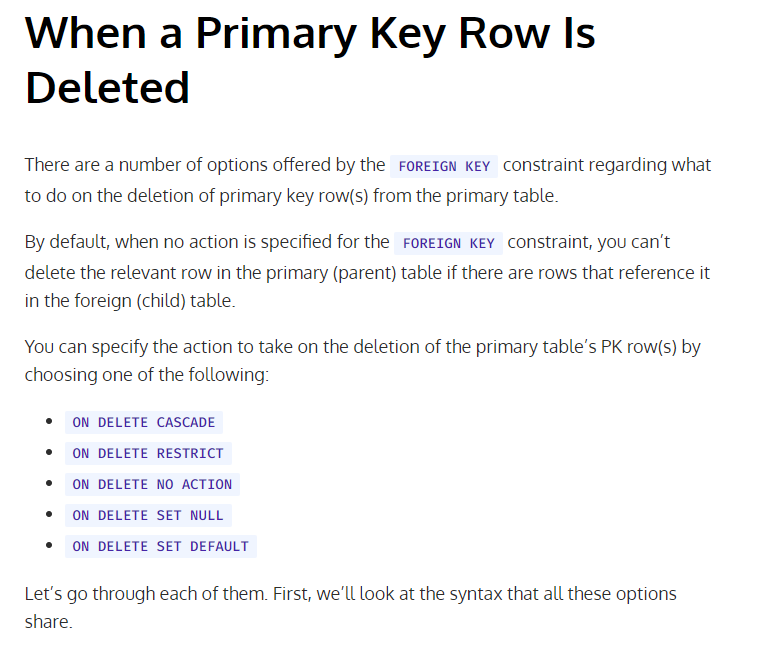 When a Primary Key Row Is
Deleted
There are a number of options offered by the FOREIGN KEY constraint regarding what
to do on the deletion of primary key row(s) from the primary table.
By default, when no action is specified for the FOREIGN KEY constraint, you can’t
delete the relevant row in the primary (parent) table if there are rows that reference it
in the foreign (child) table.
You can specify the action to take on the deletion of the primary table’s PK row(s) by
choosing one of the following:
• ON DELETE CASCADE
• ON DELETE RESTRICT
• ON DELETE NO ACTION
• ON DELETE SET NULL
• ON DELETE SET DEFAULT
Let’s go through each of them. First, we’ll look at the syntax that all these options
share.